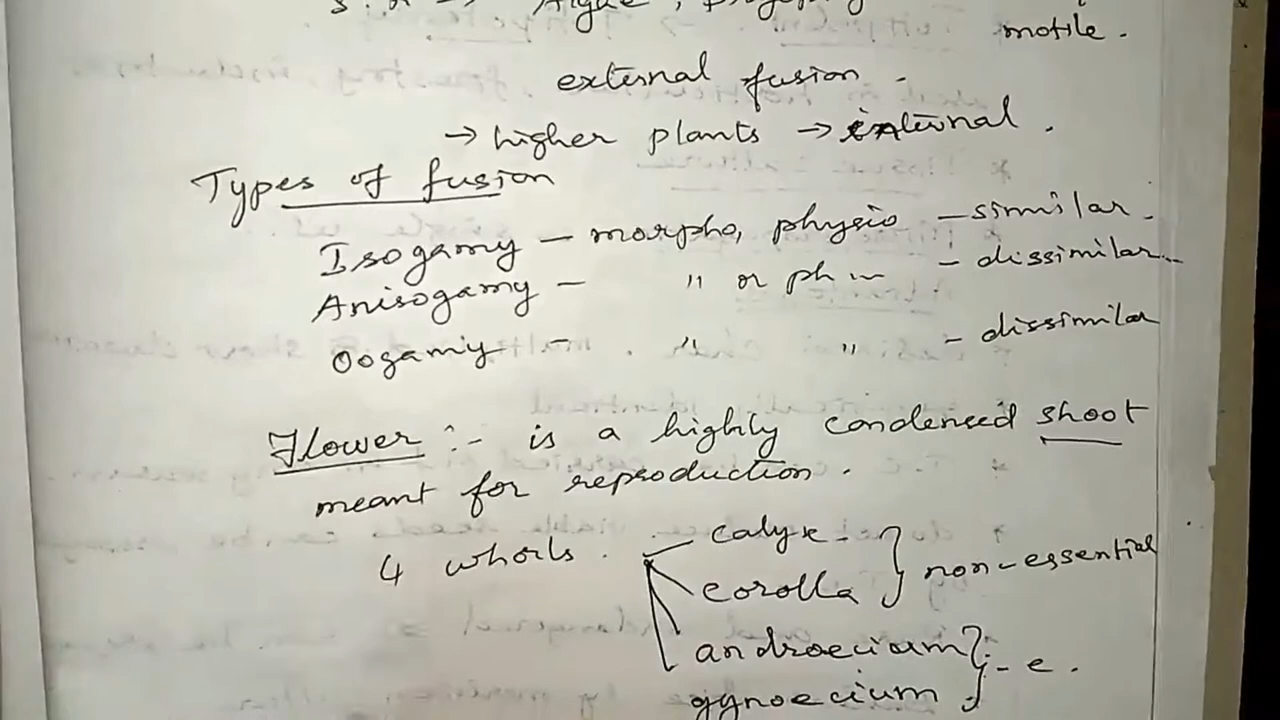 S. R → Algae,
motile.
external fusion.
→ higher plants → internal.
Types of fusion
Isogamy – morpho, physio – similar.
Anisogamy – " or ph – dissimilar
Oogamy – " " – dissimilar
Flower :- is a highly condensed shoot
meant for reproduction.
4 whorls. calyx
corolla } non-essential
androecium
gynoecium } – e.